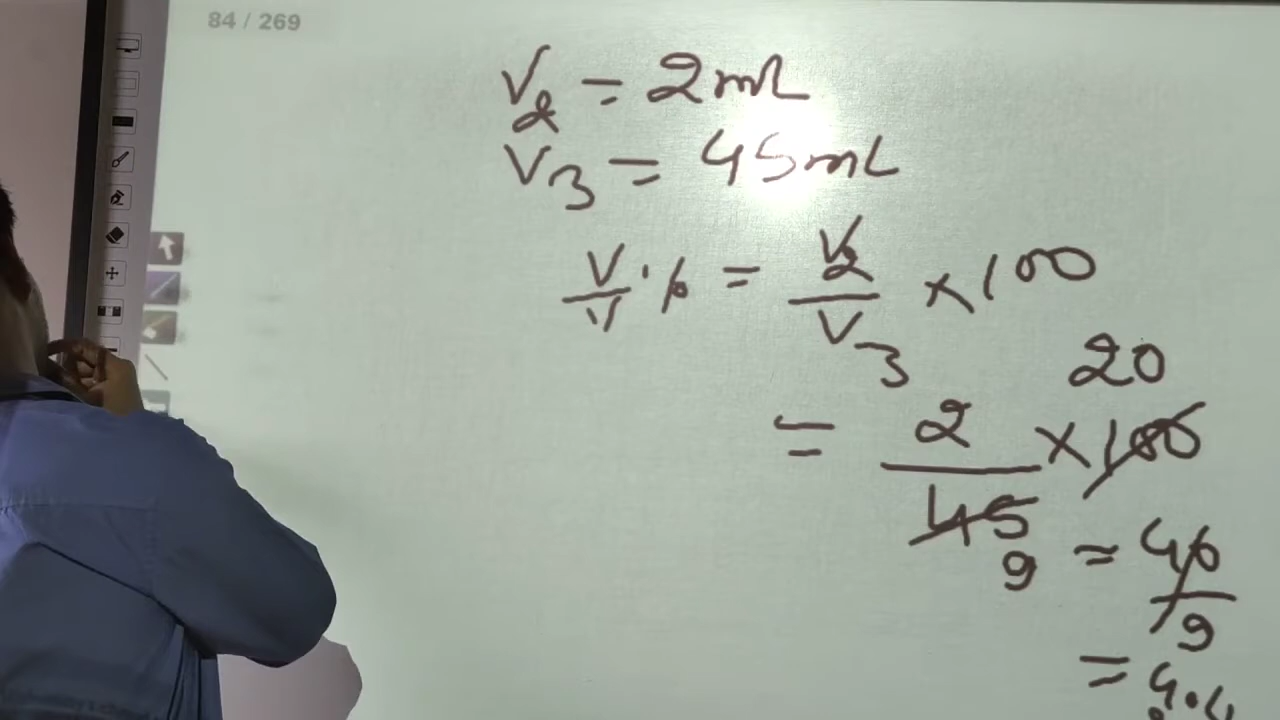 84 / 269
V2 = 2mL
V3 = 45mL
V/V % = V2/V3 × 100
20
= 2/45 × 100
9
= 40/9
= 4.4